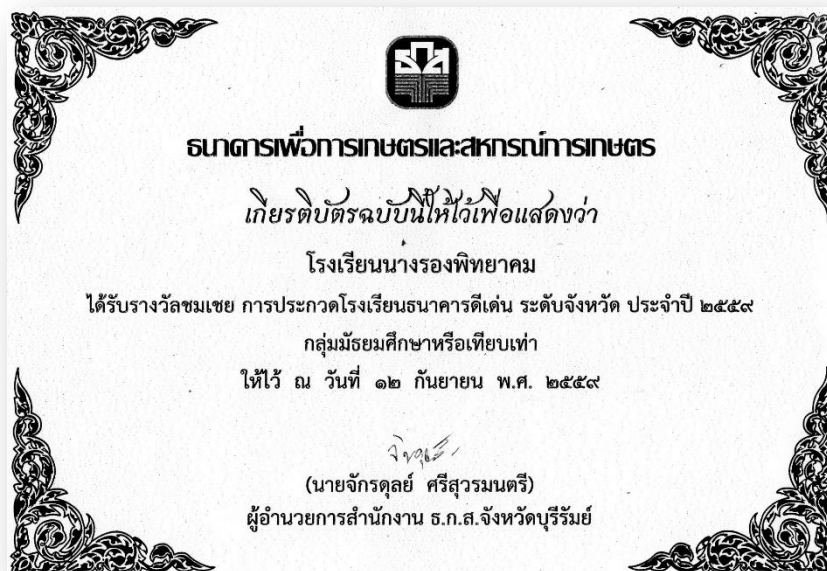 ธกส
ธนาคารเพื่อการเกษตรและสหกรณ์การเกษตร
เกียรติบัตรฉบับนี้ให้ไว้เพื่อแสดงว่า
โรงเรียนนางรองพิทยาคม
ได้รับรางวัลชมเชย การประกวดโรงเรียนธนาคารดีเด่น ระดับจังหวัด ประจำปี ๒๕๕๙
กลุ่มมัธยมศึกษาหรือเทียบเท่า
ให้ไว้ ณ วันที่ ๑๒ กันยายน พ.ศ. ๒๕๕๙
(นายจักรดุลย์ ศรีสุวรมนตรี)
ผู้อำนวยการสำนักงาน ธ.ก.ส.จังหวัดบุรีรัมย์